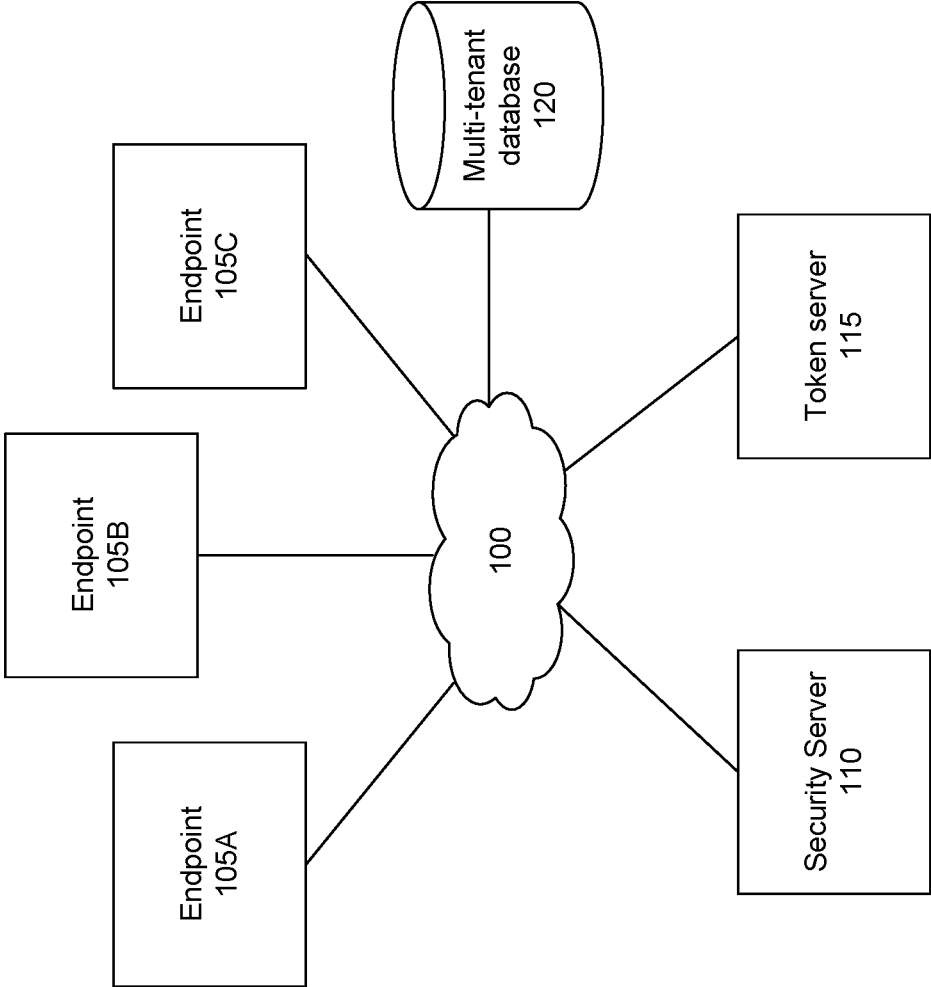 Endpoint
105A
Endpoint
105B
Endpoint
105C
100
Multi-tenant
database
120
Security Server
110
Token server
115